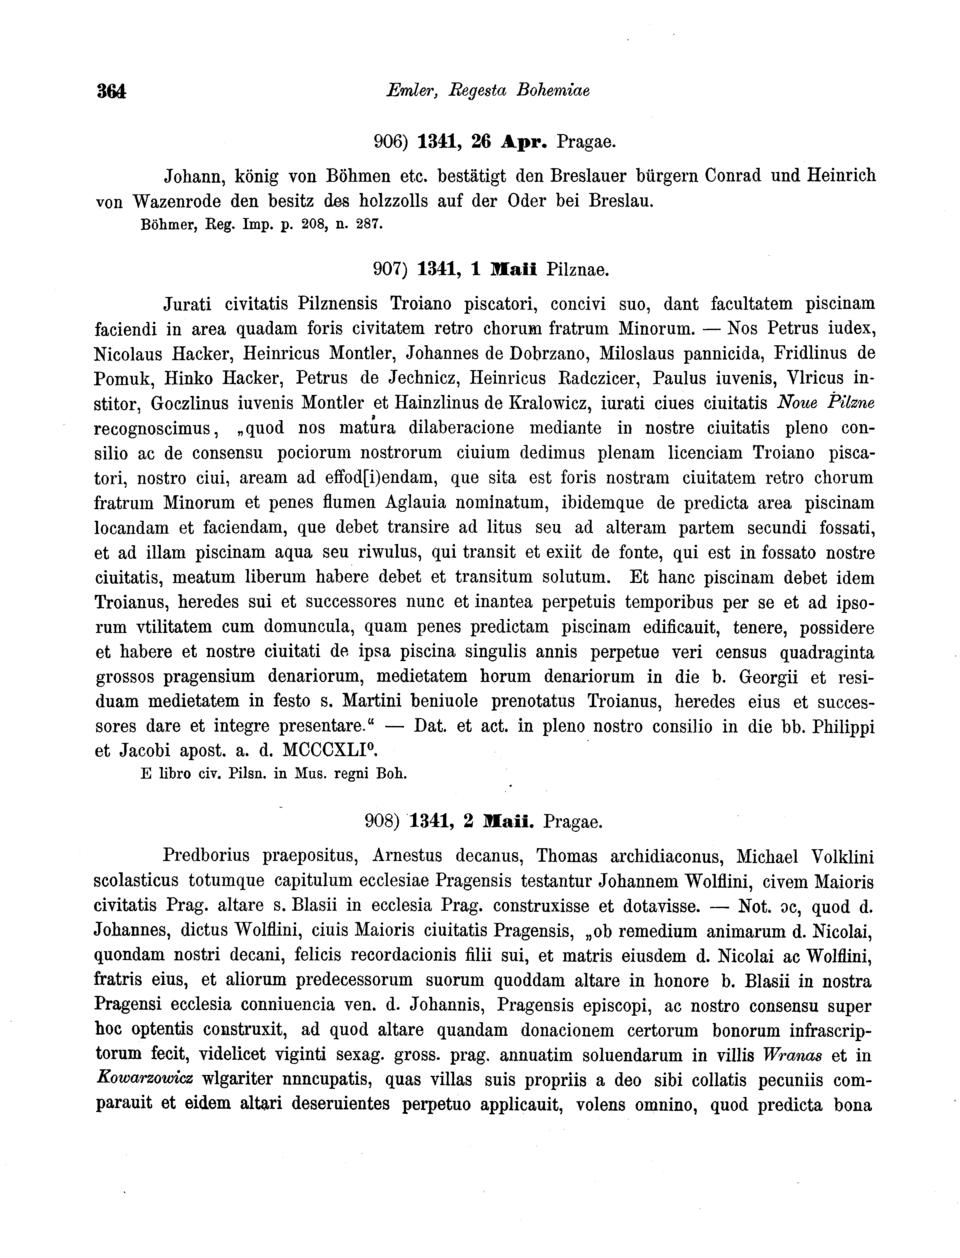 364 Emler, Regesta Bohemiae
906) 1341, 26 Apr. Pragae.
Johann, könig von Böhmen etc. bestätigt den Breslauer bürgern Conrad und Heinrich
von Wazenrode den besitz des holzzolls auf der Oder bei Breslau.
Böhmer, Reg. Imp. p. 208, n. 287.
907) 1341, 1 Maii Pilznae.
Jurati civitatis Pilznensis Troiano piscatori, concivi suo, dant facultatem piscinam
faciendi in area quadam foris civitatem retro chorum fratrum Minorum. — Nos Petrus iudex,
Nicolaus Hacker, Heinricus Montler, Johannes de Dobrzano, Miloslaus pannicida, Fridlinus de
Pomuk, Hinko Hacker, Petrus de Jechnicz, Heinricus Radczicer, Paulus iuvenis, Vlricus in-
stitor, Goczlinus iuvenis Montler et Hainzlinus de Kralowicz, iurati ciues ciuitatis Noue Pilzne
recognoscimus, „quod nos matura dilaberacione mediante in nostre ciuitatis pleno con-
silio ac de consensu pociorum nostrorum ciuium dedimus plenam licenciam Troiano pisca-
tori, nostro ciui, aream ad effod[i)endam, que sita est foris nostram ciuitatem retro chorum
fratrum Minorum et penes flumen Aglauia nominatum, ibidemque de predicta area piscinam
locandam et faciendam, que debet transire ad litus seu ad alteram partem secundi fossati,
et ad illam piscinam aqua seu riwulus, qui transit et exiit de fonte, qui est in fossato nostre
ciuitatis, meatum liberum habere debet et transitum solutum. Et hanc piscinam debet idem
Troianus, heredes sui et successores nunc et inantea perpetuis temporibus per se et ad ipso-
rum vtilitatem cum domuncula, quam penes predictam piscinam edificauit, tenere, possidere
et habere et nostre ciuitati de ipsa piscina singulis annis perpetue veri census quadraginta
grossos pragensium denariorum, medietatem horum denariorum in die b. Georgii et resi-
duam medietatem in festo s. Martini beniuole prenotatus Troianus, heredes eius et succes-
sores dare et integre presentare.“ — Dat. et act. in pleno nostro consilio in die bb. Philippi
et Jacobi apost. a. d. MCCCXLI⁰.
E libro civ. Pilsn. in Mus. regni Boh.
908) 1341, 2 Maii. Pragae.
Predborius praepositus, Arnestus decanus, Thomas archidiaconus, Michael Volklini
scolasticus totumque capitulum ecclesiae Pragensis testantur Johannem Wolflini, civem Maioris
civitatis Prag. altare s. Blasii in ecclesia Prag. construxisse et dotavisse. — Not. ɔc, quod d.
Johannes, dictus Wolflini, ciuis Maioris ciuitatis Pragensis, „ob remedium animarum d. Nicolai,
quondam nostri decani, felicis recordacionis filii sui, et matris eiusdem d. Nicolai ac Wolflini,
fratris eius, et aliorum predecessorum suorum quoddam altare in honore b. Blasii in nostra
Pragensi ecclesia conniuencia ven. d. Johannis, Pragensis episcopi, ac nostro consensu super
hoc optentis construxit, ad quod altare quandam donacionem certorum bonorum infrascrip-
torum fecit, videlicet viginti sexag. gross. prag. annuatim soluendarum in villis Wranas et in
Kowarzowicz wlgariter nnncupatis, quas villas suis propriis a deo sibi collatis pecuniis com-
parauit et eidem altari deseruientes perpetuo applicauit, volens omnino, quod predicta bona